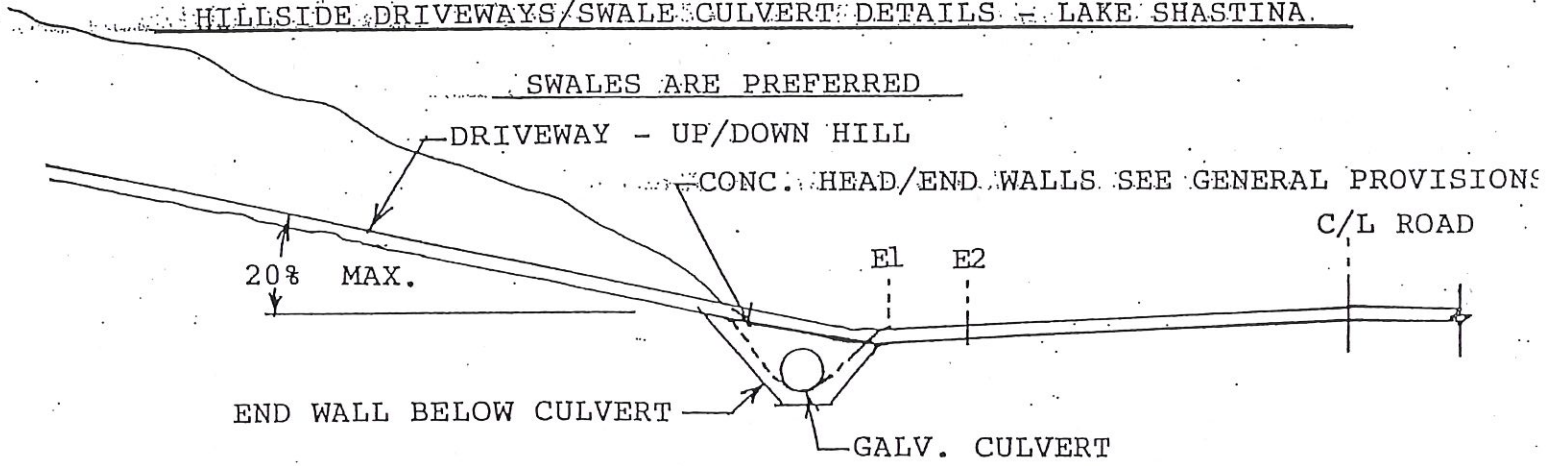 HILLSIDE DRIVEWAYS/SWALE CULVERT DETAILS - LAKE SHASTINA
SWALES ARE PREFERRED
DRIVEWAY - UP/DOWN HILL
CONC. HEAD/END WALLS SEE GENERAL PROVISIONS
C/L ROAD
E1 E2
20% MAX.
END WALL BELOW CULVERT
GALV. CULVERT